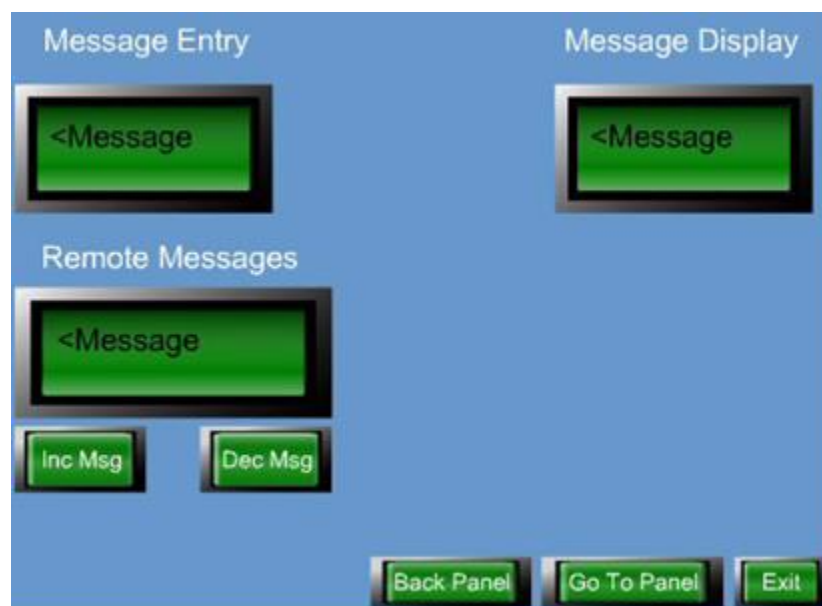 Message Entry
Message Display
<Message
<Message
Remote Messages
<Message
Inc Msg
Dec Msg
Back Panel
Go To Panel
Exit